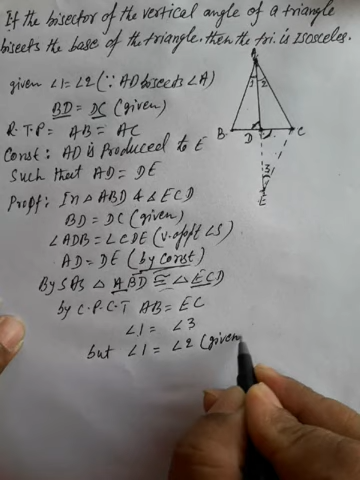 If the bisector of the vertical angle of a triangle
bisects the base of the triangle, then the tri. is isosceles.
given ∠1 = ∠2 (∵ AD bisects ∠A)
BD = DC (given)
R.T.P = AB = AC
Const: AD is produced to E
Such that AD = DE
Proof: In △ ABD & △ ECD
BD = DC (given)
∠ADB = ∠CDE (v. oppt ∠s)
AD = DE (by const)
By SAS △ ABD ≅ △ ECD
by C.P.C.T AB = EC
∠1 = ∠3
but ∠1 = ∠2 (given
A
1 2
B D C
3
E